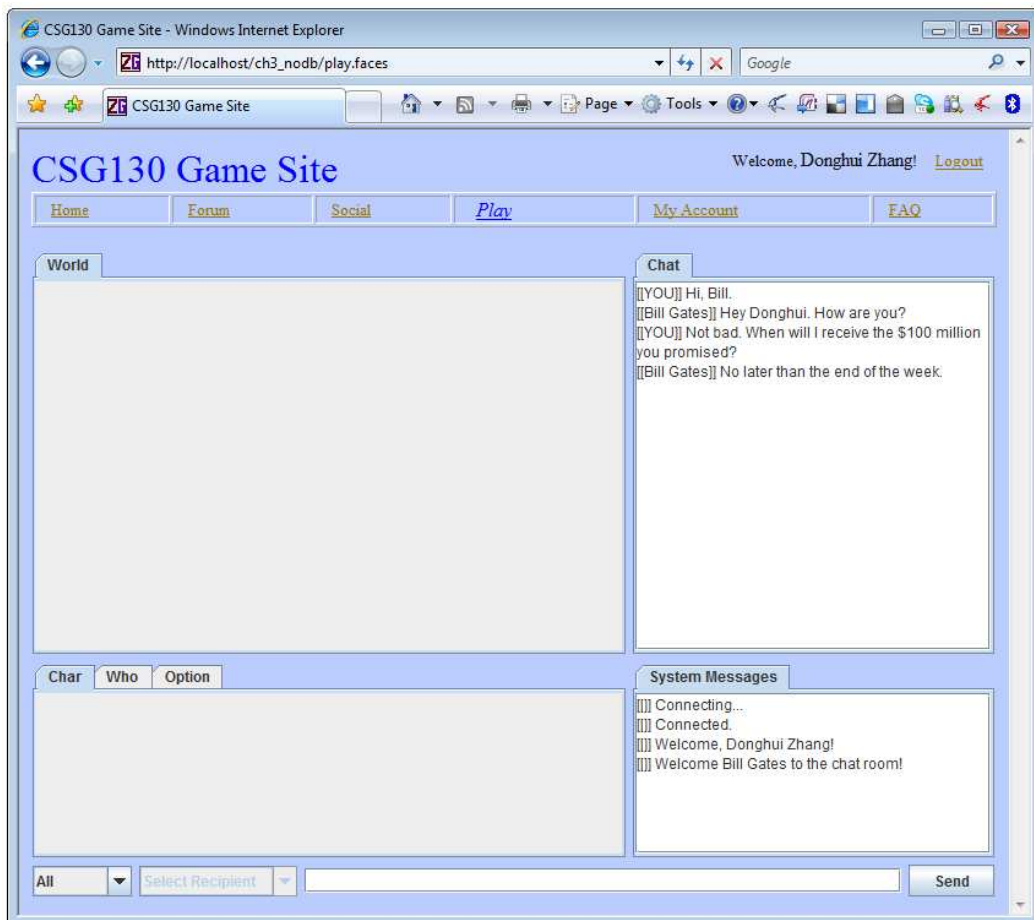 CSG130 Game Site - Windows Internet Explorer
ZG http://localhost/ch3_nodb/play.faces
Google
ZG CSG130 Game Site
Page Tools
CSG130 Game Site
Welcome, Donghui Zhang! Logout
Home Forum Social Play My Account FAQ
World
Chat
[[YOU]] Hi, Bill.
[[Bill Gates]] Hey Donghui. How are you?
[[YOU]] Not bad. When will I receive the $100 million
you promised?
[[Bill Gates]] No later than the end of the week.
Char Who Option
System Messages
[[]] Connecting...
[[]] Connected.
[[]] Welcome, Donghui Zhang!
[[]] Welcome Bill Gates to the chat room!
All Select Recipient Send